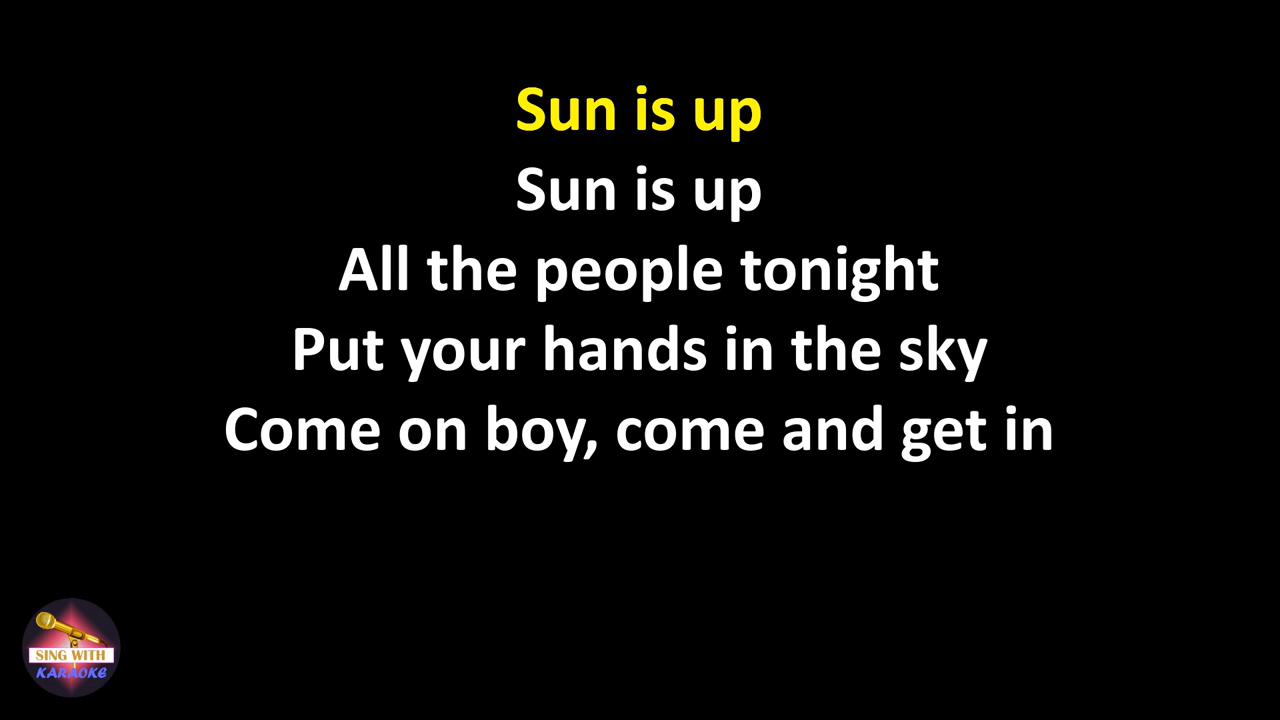 Sun is up
Sun is up
All the people tonight
Put your hands in the sky
Come on boy, come and get in
SING WITH
KARAOKE